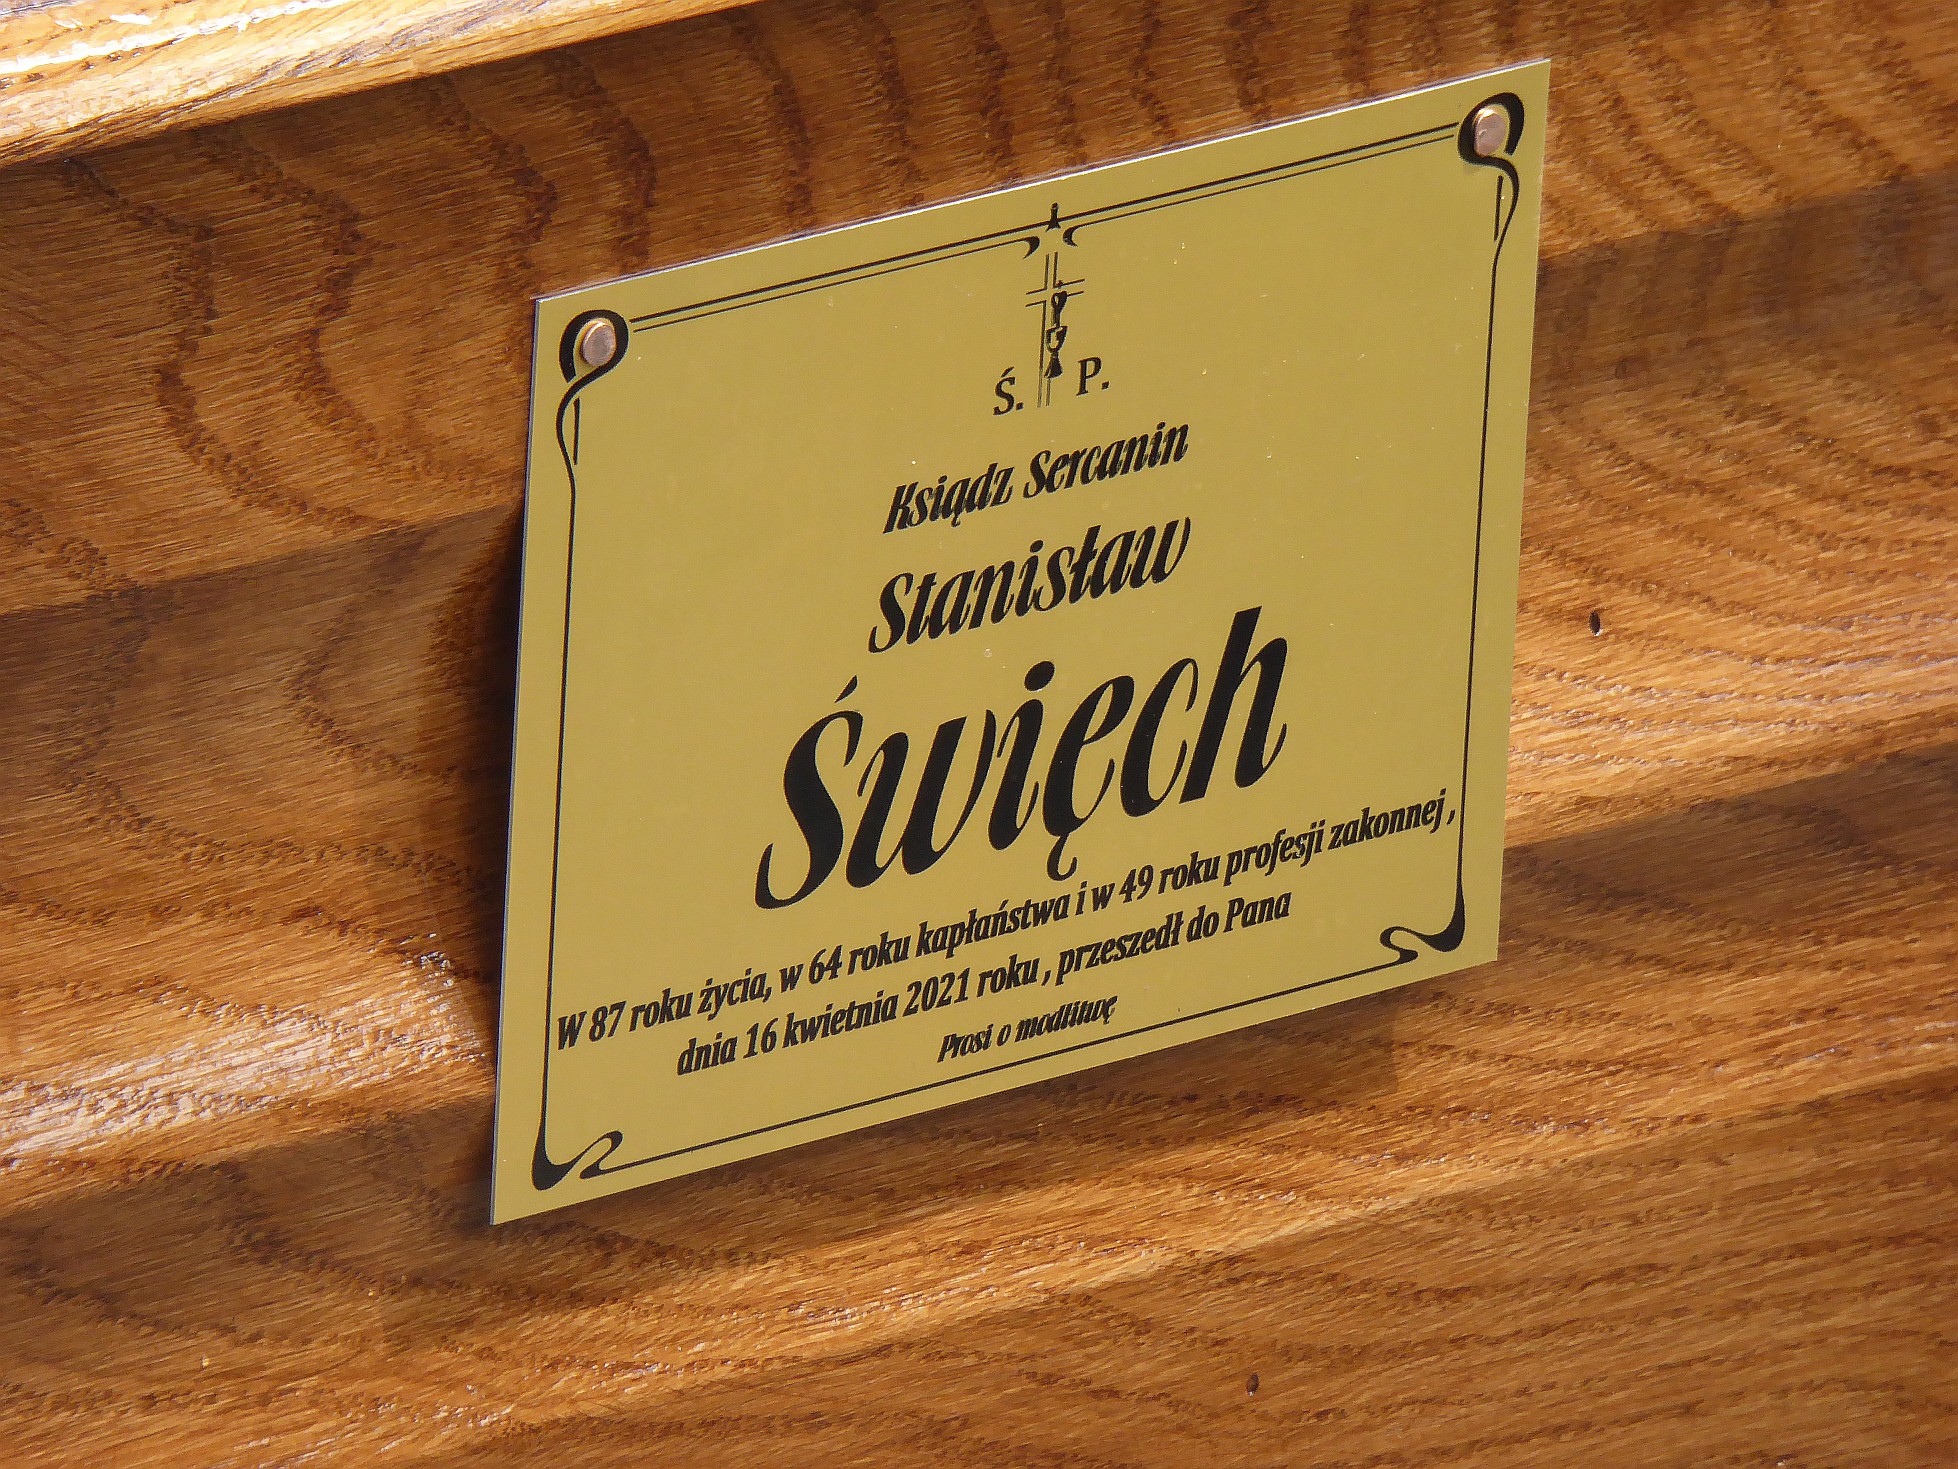 Ś. P.
Ksiądz Sercanin
Stanisław
Święch
W 87 roku życia, w 64 roku kapłaństwa i w 49 roku profesji zakonnej ,
dnia 16 kwietnia 2021 roku , przeszedł do Pana
Prosi o modlitwę